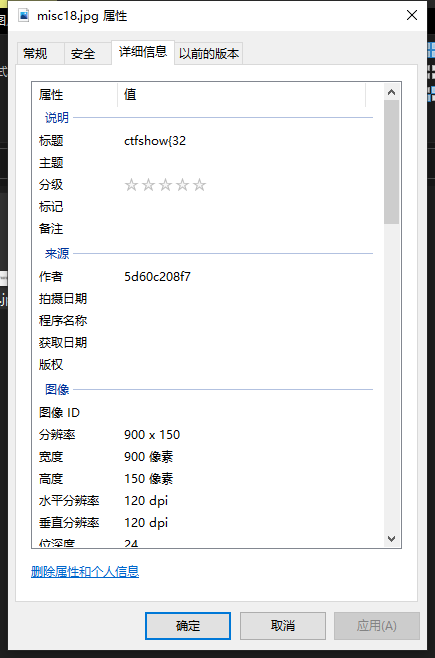 misc18.jpg 属性
常规 安全 详细信息 以前的版本
属性 值
说明
标题 ctfshow{32
主题
分级 ☆☆☆☆☆
标记
备注
来源
作者 5d60c208f7
拍摄日期
程序名称
获取日期
版权
图像
图像 ID
分辨率 900 x 150
宽度 900 像素
高度 150 像素
水平分辨率 120 dpi
垂直分辨率 120 dpi
位深度 24
删除属性和个人信息
确定 取消 应用(A)